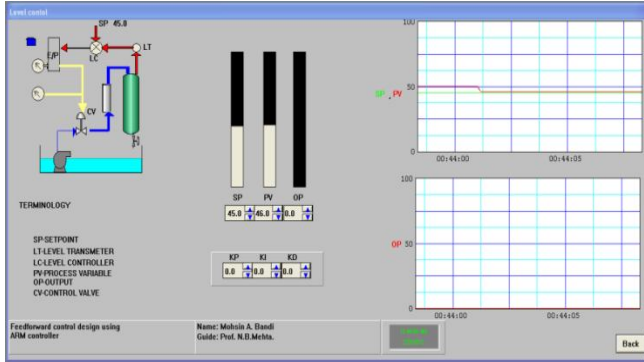 Level contol
SP 45.0
E/P
LC
LT
CV
TERMINOLOGY
SP-SETPOINT
LT-LEVEL TRANSMETER
LC-LEVEL CONTROLLER
PV-PROCESS VARIABLE
OP-OUTPUT
CV-CONTROL VALVE
SP PV OP
45.0 46.0 0.0
KP KI KD
0.0 0.0 0.0
100
SP , PV
50
0
00:44:00 00:44:05
100
OP 50
0
00:44:00 00:44:05
Feedforward control design using
ARM controller
Name: Mohsin A. Bandi
Guide: Prof. N.B.Mehta.
Back